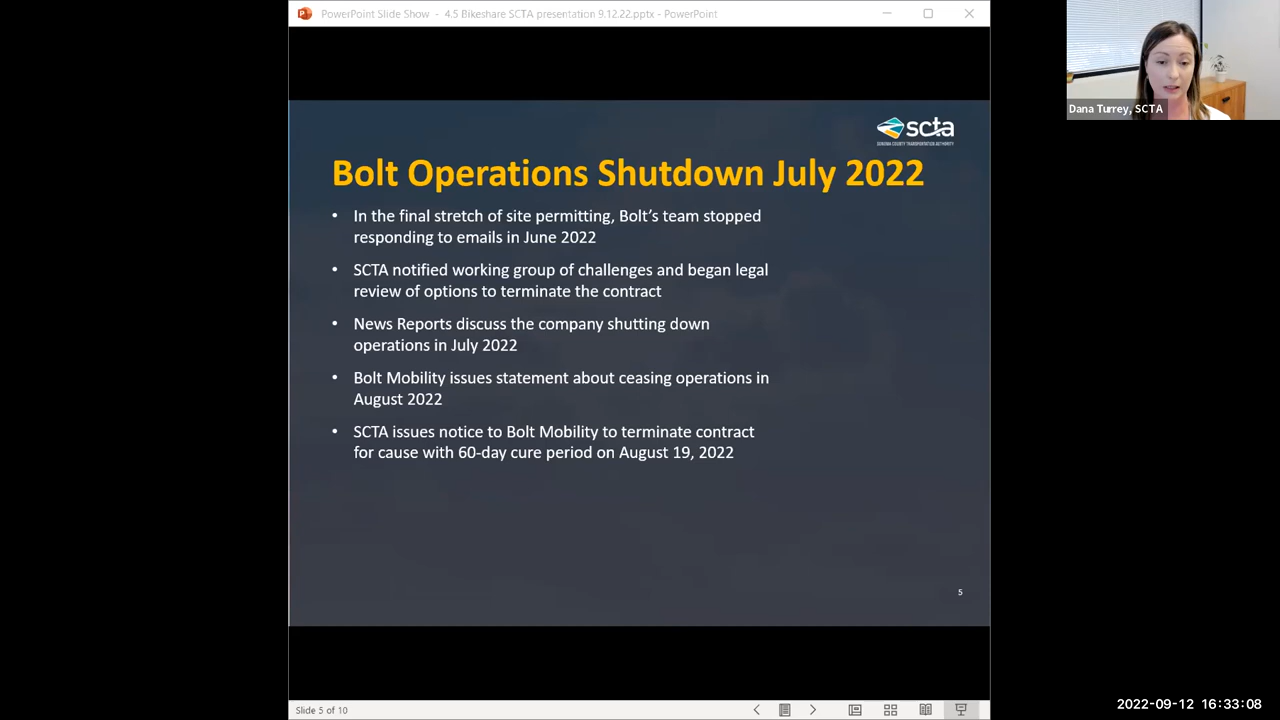 PowerPoint Slide Show - 4.5 Bikeshare SCTA presentation 9.12.22.pptx - PowerPoint
Dana Turrey, SCTA
scta
SONOMA COUNTY TRANSPORTATION AUTHORITY
Bolt Operations Shutdown July 2022
• In the final stretch of site permitting, Bolt’s team stopped
responding to emails in June 2022
• SCTA notified working group of challenges and began legal
review of options to terminate the contract
• News Reports discuss the company shutting down
operations in July 2022
• Bolt Mobility issues statement about ceasing operations in
August 2022
• SCTA issues notice to Bolt Mobility to terminate contract
for cause with 60-day cure period on August 19, 2022
5
Slide 5 of 10
2022-09-12 16:33:08